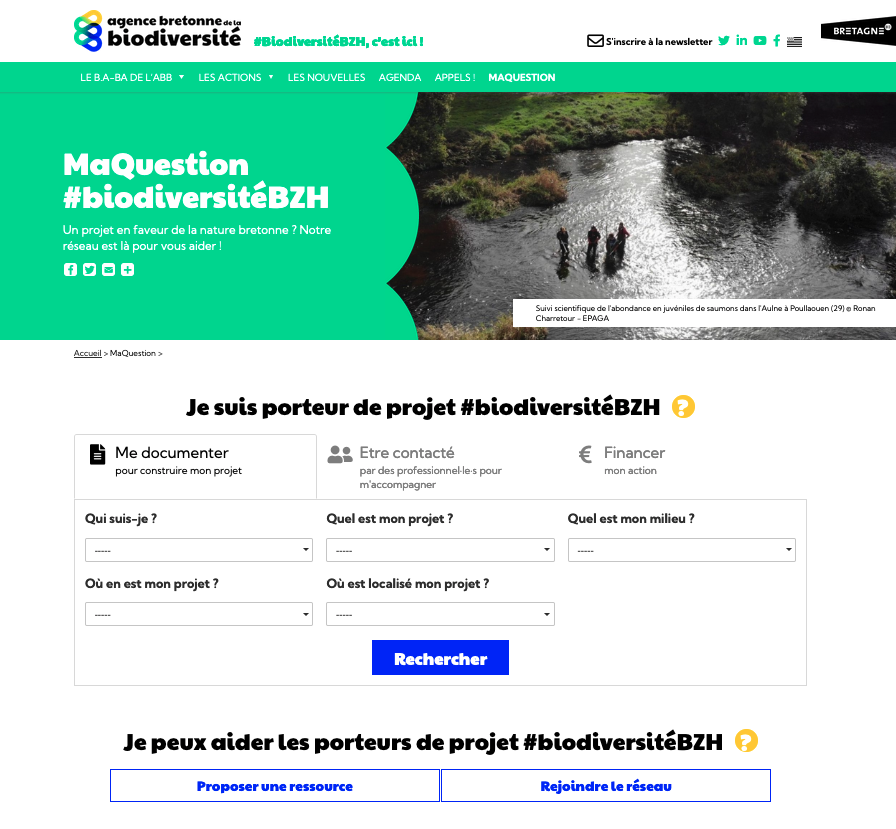 agence bretonne de la
biodiversité
#BiodiversitéBZH, c'est ici !
S'inscrire à la newsletter
BRETAGNE®
LE B.A-BA DE L'ABB
LES ACTIONS
LES NOUVELLES
AGENDA
APPELS !
MAQUESTION
MaQuestion
#biodiversitéBZH
Un projet en faveur de la nature bretonne ? Notre
réseau est là pour vous aider !
Suivi scientifique de l'abondance en juvéniles de saumons dans l'Aulne à Poullaouen (29) © Ronan
Charretour - EPAGA
Accueil > MaQuestion >
Je suis porteur de projet #biodiversitéBZH ?
Me documenter
pour construire mon projet
Etre contacté
par des professionnel·le·s pour
m'accompagner
€ Financer
mon action
Qui suis-je ?
-----
Quel est mon projet ?
-----
Quel est mon milieu ?
-----
Où en est mon projet ?
-----
Où est localisé mon projet ?
-----
Rechercher
Je peux aider les porteurs de projet #biodiversitéBZH ?
Proposer une ressource
Rejoindre le réseau